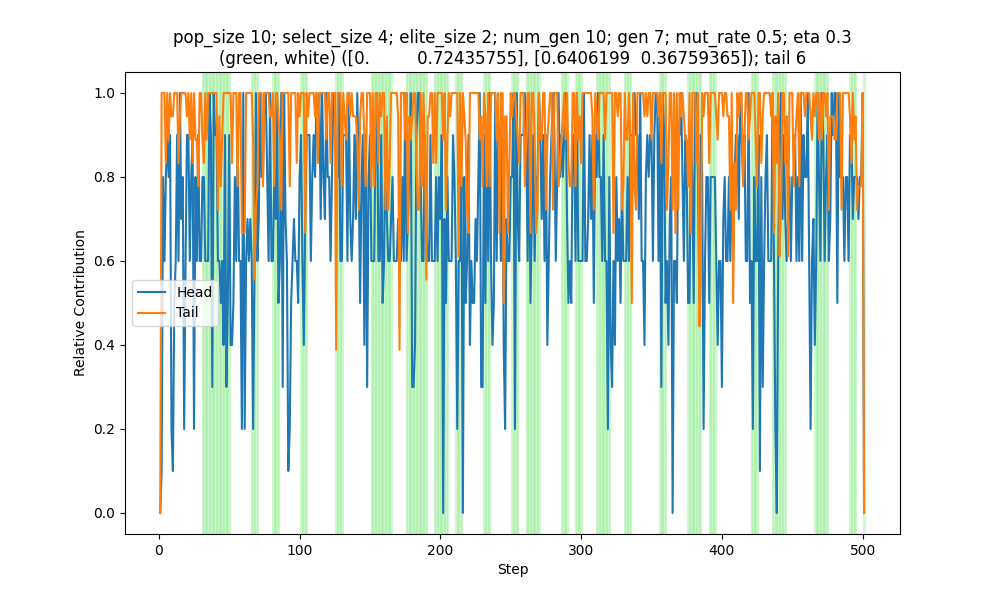 pop_size 10; select_size 4; elite_size 2; num_gen 10; gen 7; mut_rate 0.5; eta 0.3
(green, white) ([0.         0.72435755], [0.6406199  0.36759365]); tail 6
1.0
0.8
0.6
0.4
0.2
0.0
Relative Contribution
Head
Tail
0
100
200
300
400
500
Step